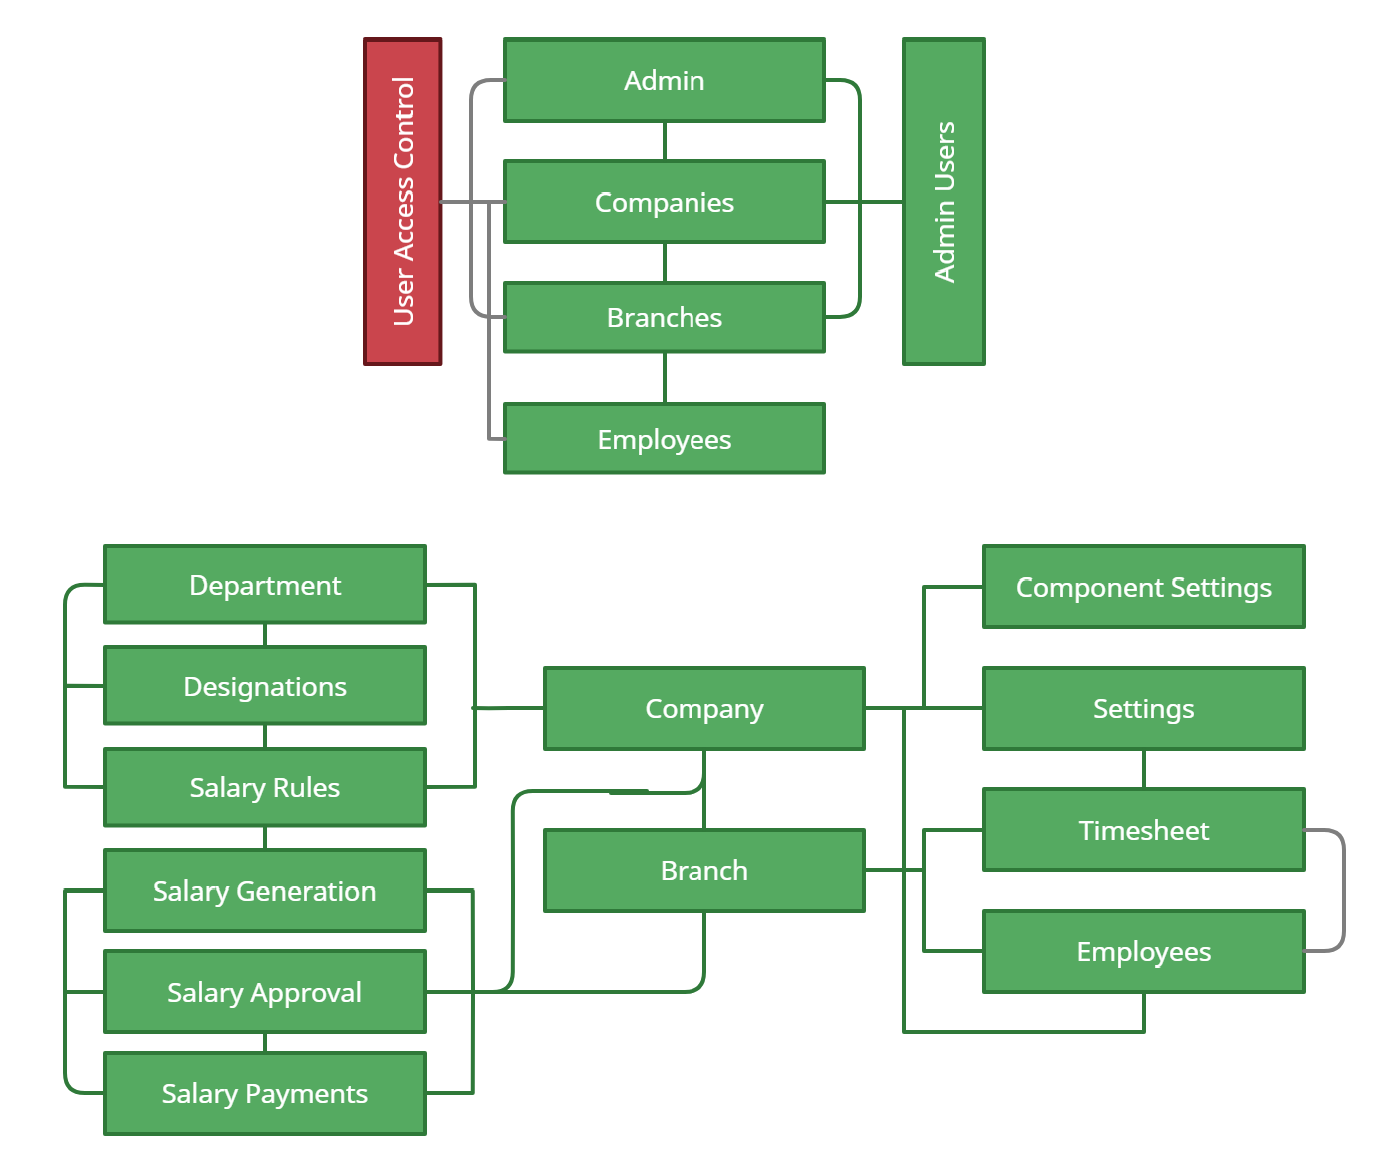 User Access Control
Admin
Companies
Branches
Employees
Admin Users
Department
Designations
Salary Rules
Salary Generation
Salary Approval
Salary Payments
Company
Branch
Component Settings
Settings
Timesheet
Employees